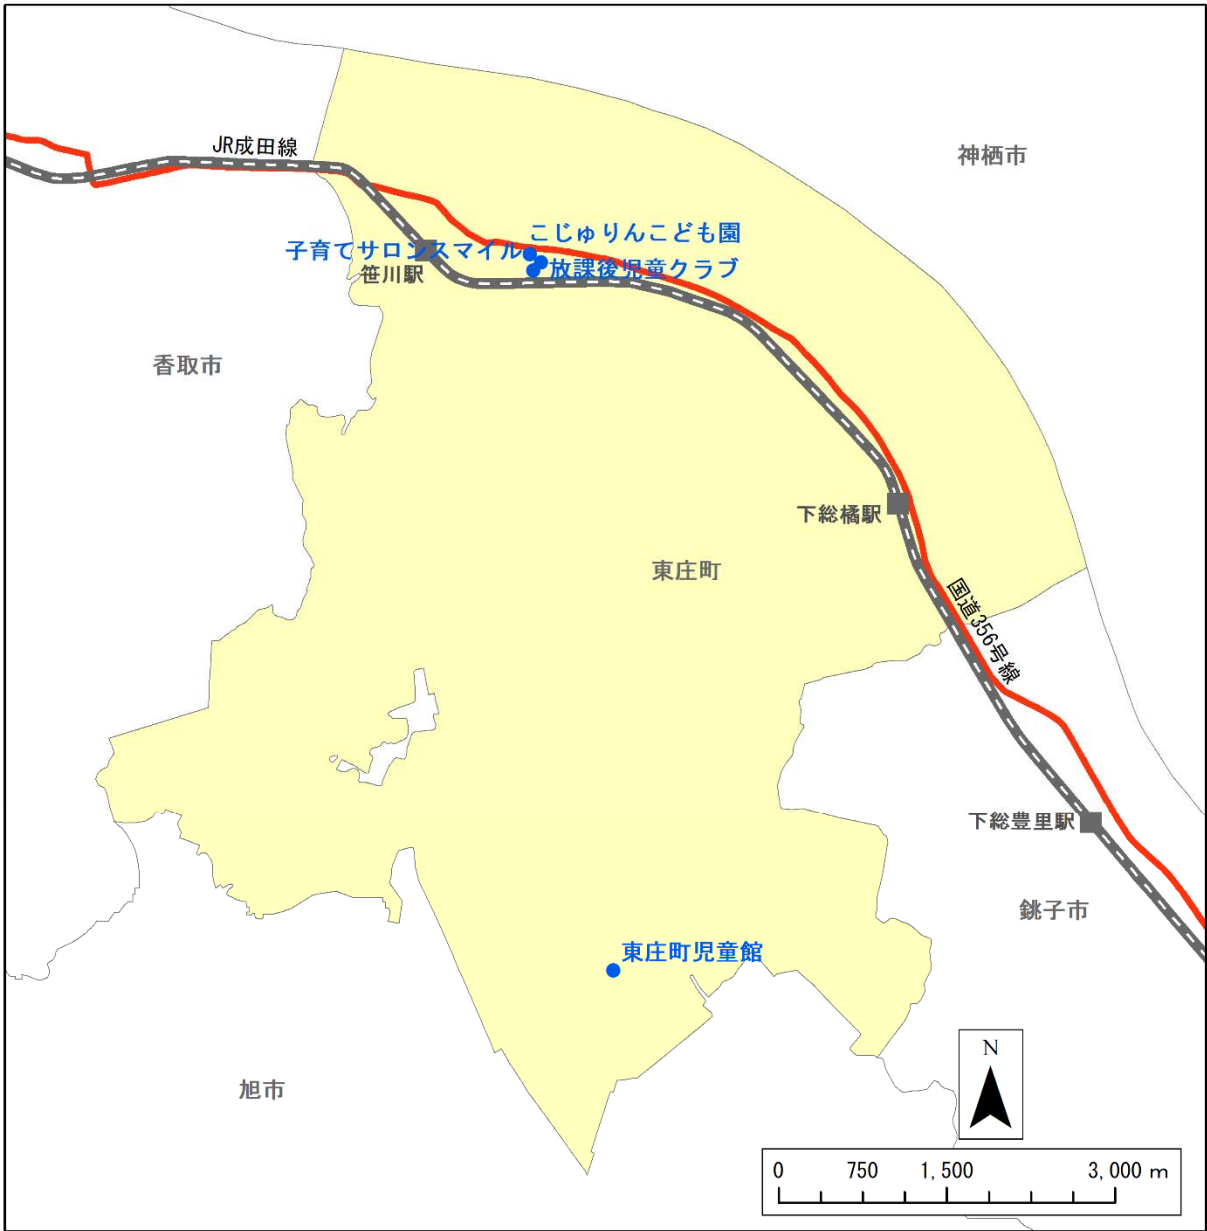 JR成田線
神栖市
こじゅりんこども園
子育てサロンスマイル
放課後児童クラブ
笹川駅
香取市
下総橘駅
東庄町
国道356号線
下総豊里駅
銚子市
東庄町児童館
旭市
N
0 750 1,500 3,000 m